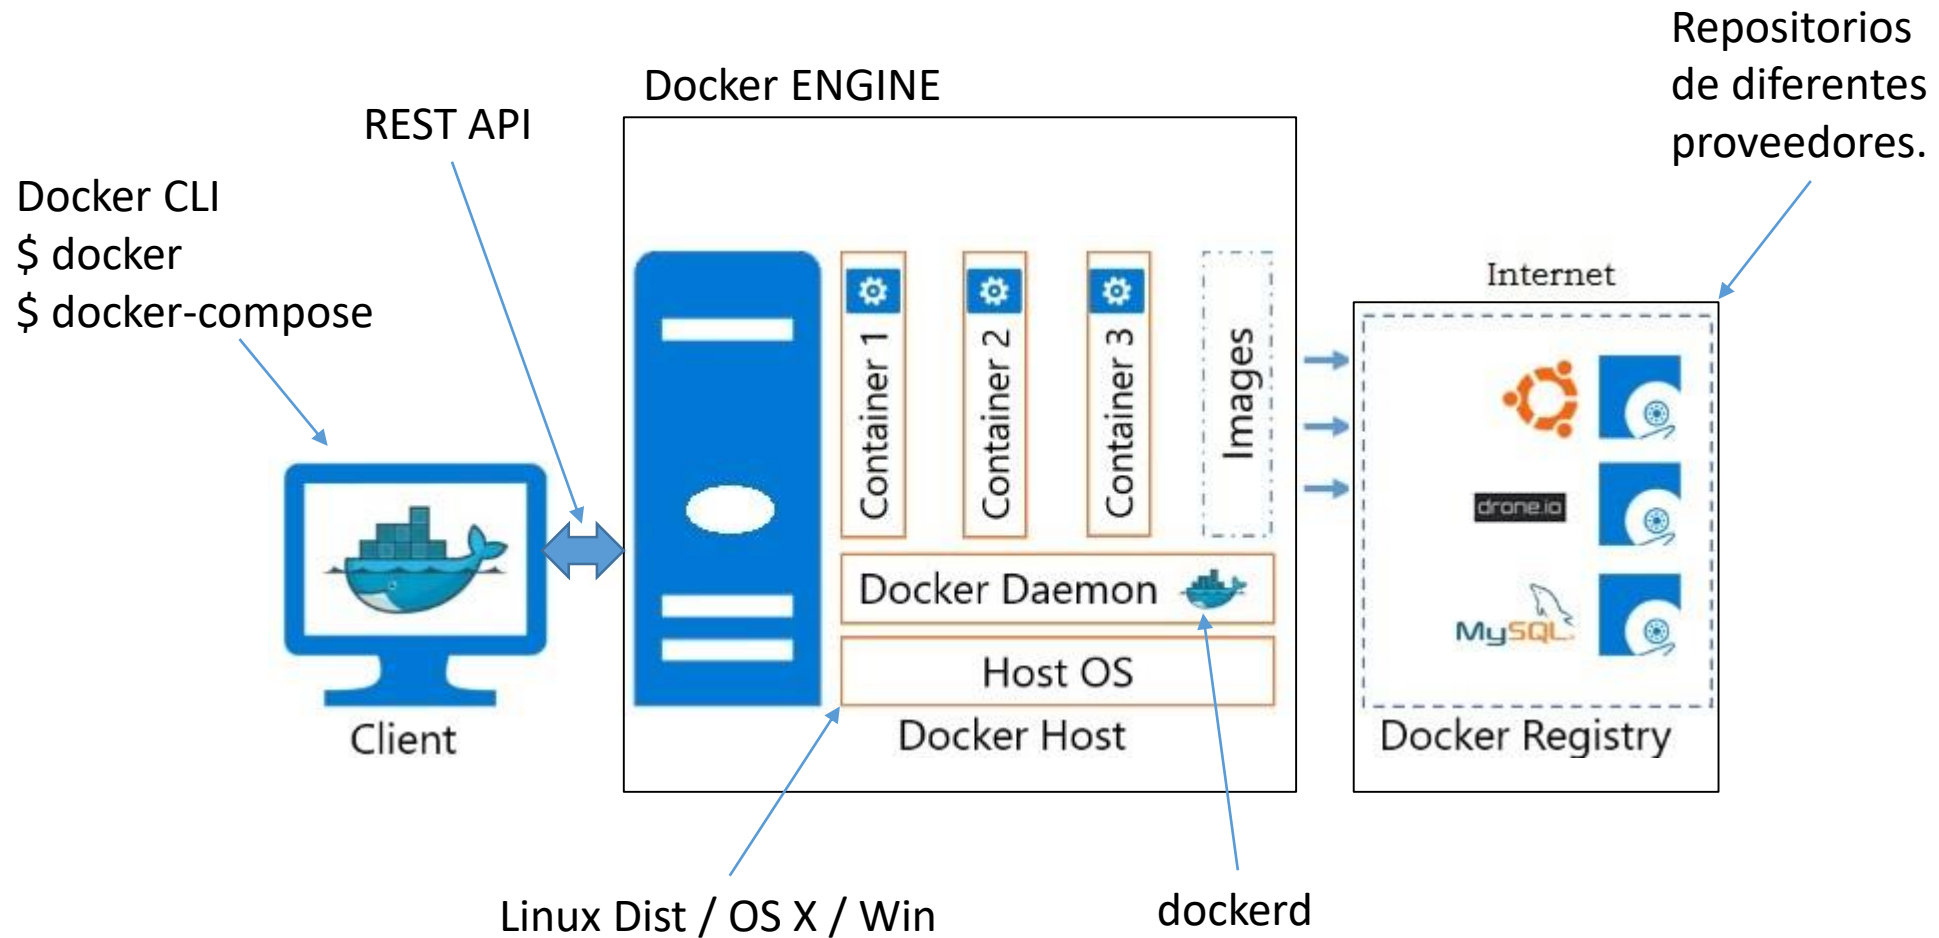 Repositorios
de diferentes
proveedores.
Docker ENGINE
REST API
Docker CLI
$ docker
$ docker-compose
Internet
Container 1
Container 2
Container 3
Images
drone.io
MySQL
Docker Daemon
Host OS
Docker Host
Client
Docker Registry
Linux Dist / OS X / Win
dockerd